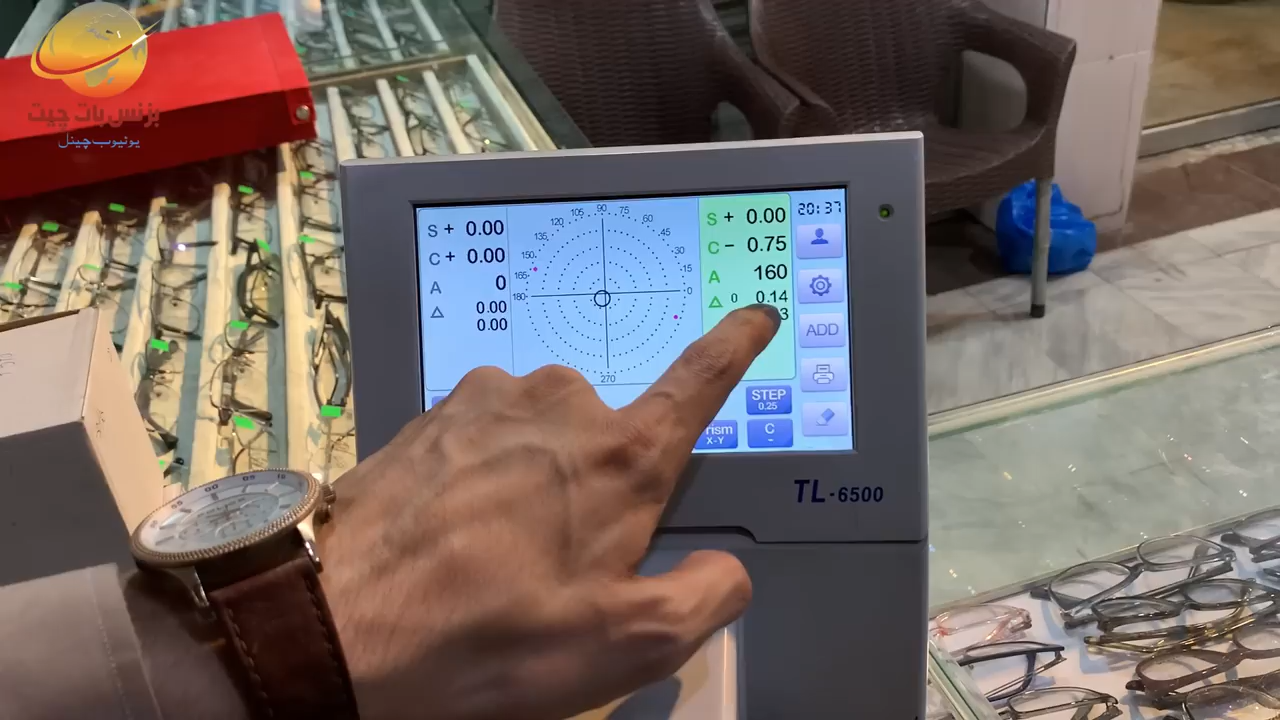 بزنس بات چیت
یوٹیوب چینل
S + 0.00
C + 0.00
A 0
△ 0.00
0.00
90
75
60
45
30
15
0
105
120
135
150
165
180
270
S + 0.00
C - 0.75
A 160
△ 0 0.14
3
20:37
ADD
STEP
0.25
rism
X-Y
C
-
TL-6500